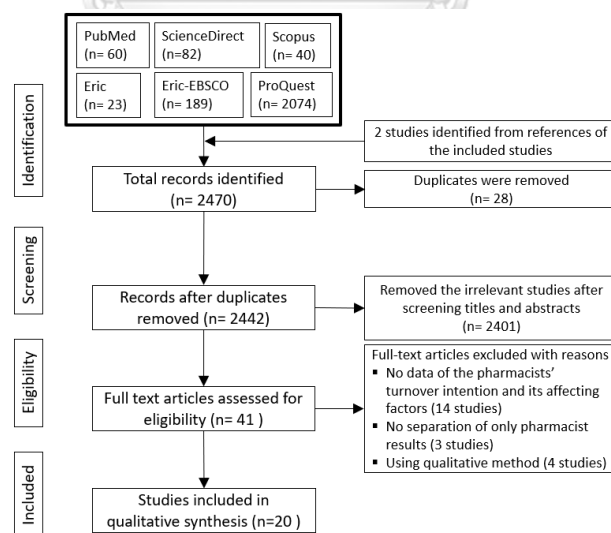 PubMed
(n= 60)
ScienceDirect
(n=82)
Scopus
(n= 40)
Eric
(n= 23)
Eric-EBSCO
(n= 189)
ProQuest
(n= 2074)
Identification
2 studies identified from references of
the included studies
Total records identified
(n= 2470)
Duplicates were removed
(n= 28)
Screening
Records after duplicates
removed (n= 2442)
Removed the irrelevant studies after
screening titles and abstracts
(n= 2401)
Eligibility
Full text articles assessed for
eligibility (n= 41 )
Full-text articles excluded with reasons
▪ No data of the pharmacists'
turnover intention and its affecting
factors (14 studies)
▪ No separation of only pharmacist
results (3 studies)
▪ Using qualitative method (4 studies)
Included
Studies included in
qualitative synthesis (n=20 )